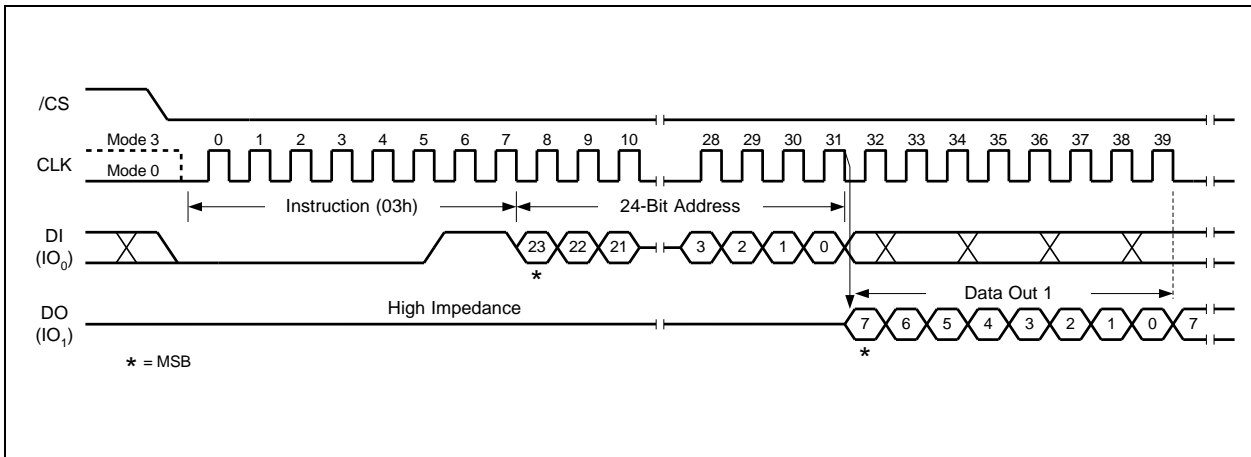 /CS
Mode 3 0 1 2 3 4 5 6 7 8 9 10 28 29 30 31 32 33 34 35 36 37 38 39
CLK
Mode 0
Instruction (03h) 24-Bit Address
DI
(IO₀)
23 22 21 3 2 1 0
*
High Impedance Data Out 1
DO
(IO₁)
7 6 5 4 3 2 1 0 7
*
* = MSB